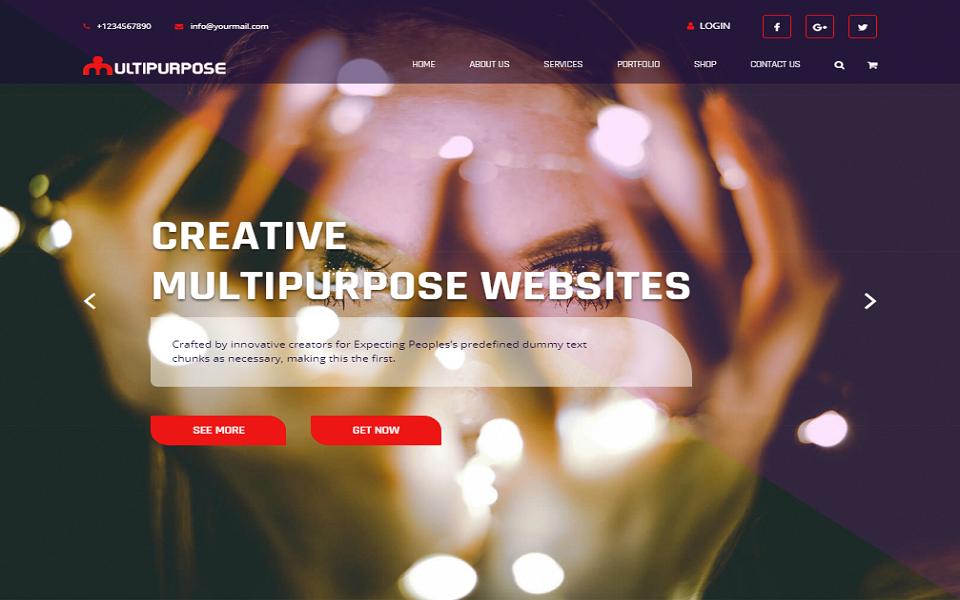 +1234567890 info@yourmail.com LOGIN
ULTIPURPOSE HOME ABOUT US SERVICES PORTFOLIO SHOP CONTACT US
CREATIVE
MULTIPURPOSE WEBSITES
Crafted by innovative creators for Expecting Peoples's predefined dummy text
chunks as necessary, making this the first.
SEE MORE GET NOW